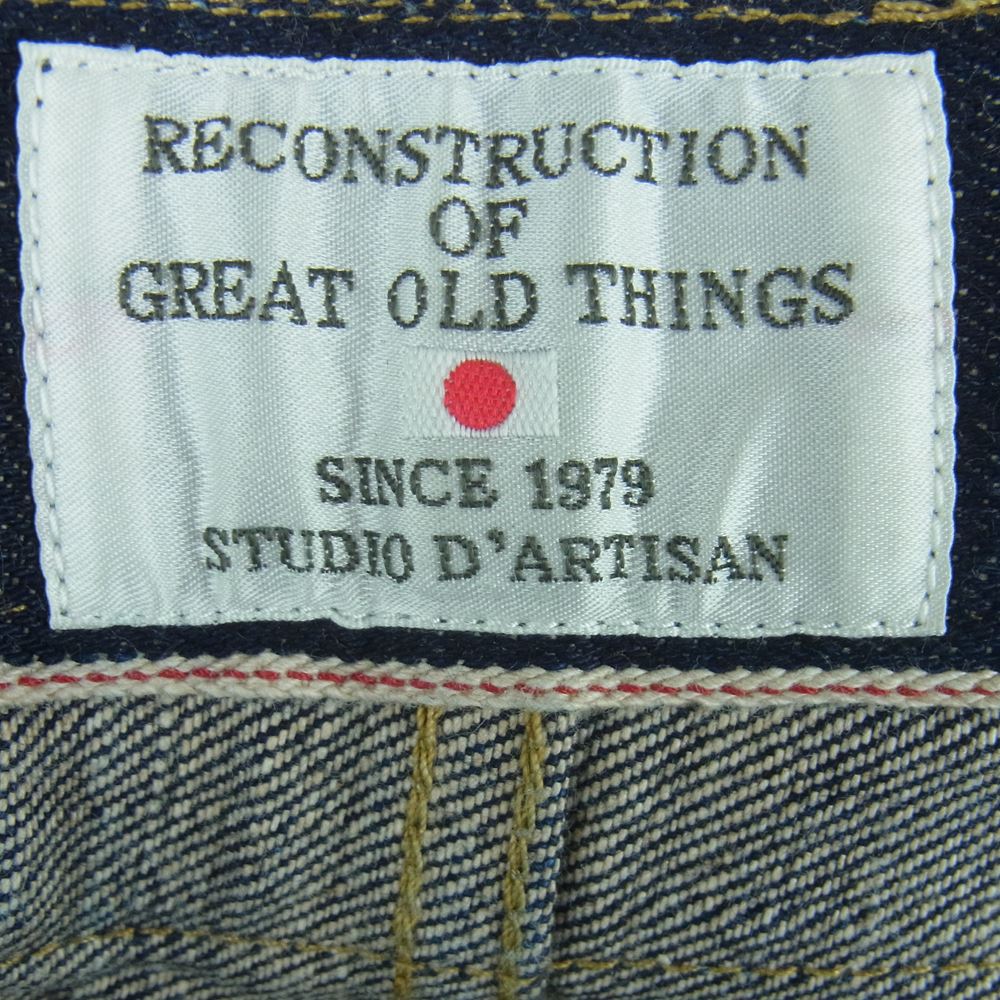 RECONSTRUCTION
OF
GREAT OLD THINGS
SINCE 1979
STUDIO D'ARTISAN